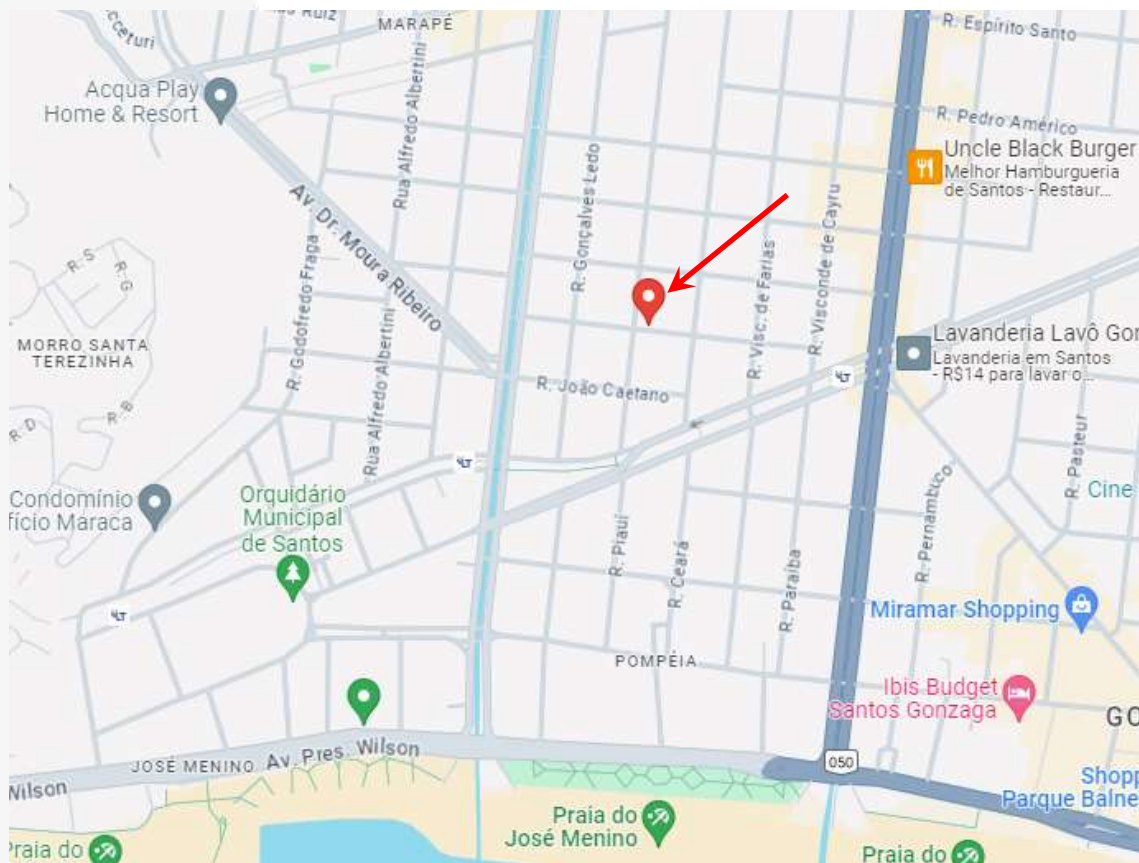 MARAPÉ
R. Espírito Santo
Acqua Play
Home & Resort
Rua Alfredo Albertini
R. Pedro Américo
Uncle Black Burger
Melhor Hamburgueria
de Santos - Restaur...
Av. Dr. Moura Ribeiro
R. Gonçalves Ledo
R. Visconde de Cayru
R. Visc. de Farias
R. Godofredo Fraga
R-S
R-G
MORRO SANTA
TEREZINHA
Rua Alfredo Albertini
R. João Caetano
Lavanderia Lavô Gon
Lavanderia em Santos
- R$14 para lavar o...
R-B
R-D
R. Pasteur
Cine
Condomínio
fício Maraca
Orquidário
Municipal
de Santos
R. Piauí
R. Ceará
R. Paraíba
R. Pernambuco
Miramar Shopping
POMPÉIA
Ibis Budget
Santos Gonzaga
GO
JOSÉ MENINO
Av. Pres. Wilson
Wilson
050
Shopp
Parque Balne
Praia do
José Menino
Praia do
Praia do